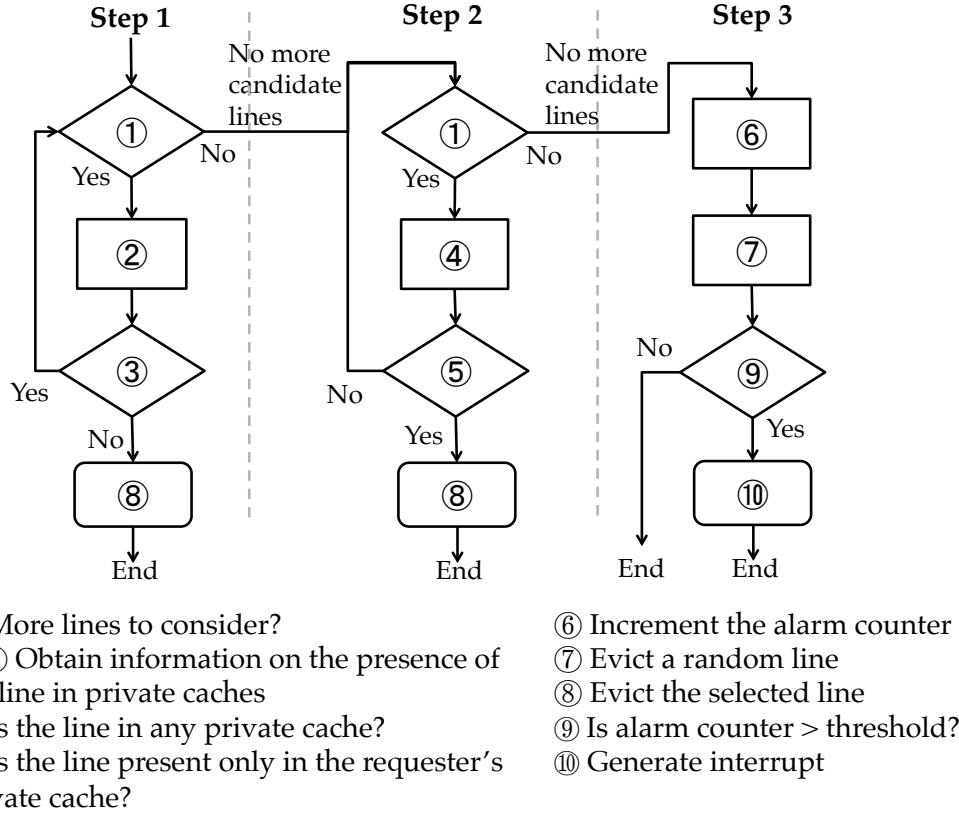 Step 1
Step 2
Step 3
No more
candidate
lines
No more
candidate
lines
①
No
Yes
①
No
Yes
⑥
②
④
⑦
③
Yes
No
⑤
No
Yes
⑨
No
Yes
⑧
⑧
⑩
End
End
End
End
More lines to consider?
Obtain information on the presence of
line in private caches
s the line in any private cache?
s the line present only in the requester's
vate cache?
⑥ Increment the alarm counter
⑦ Evict a random line
⑧ Evict the selected line
⑨ Is alarm counter > threshold?
⑩ Generate interrupt